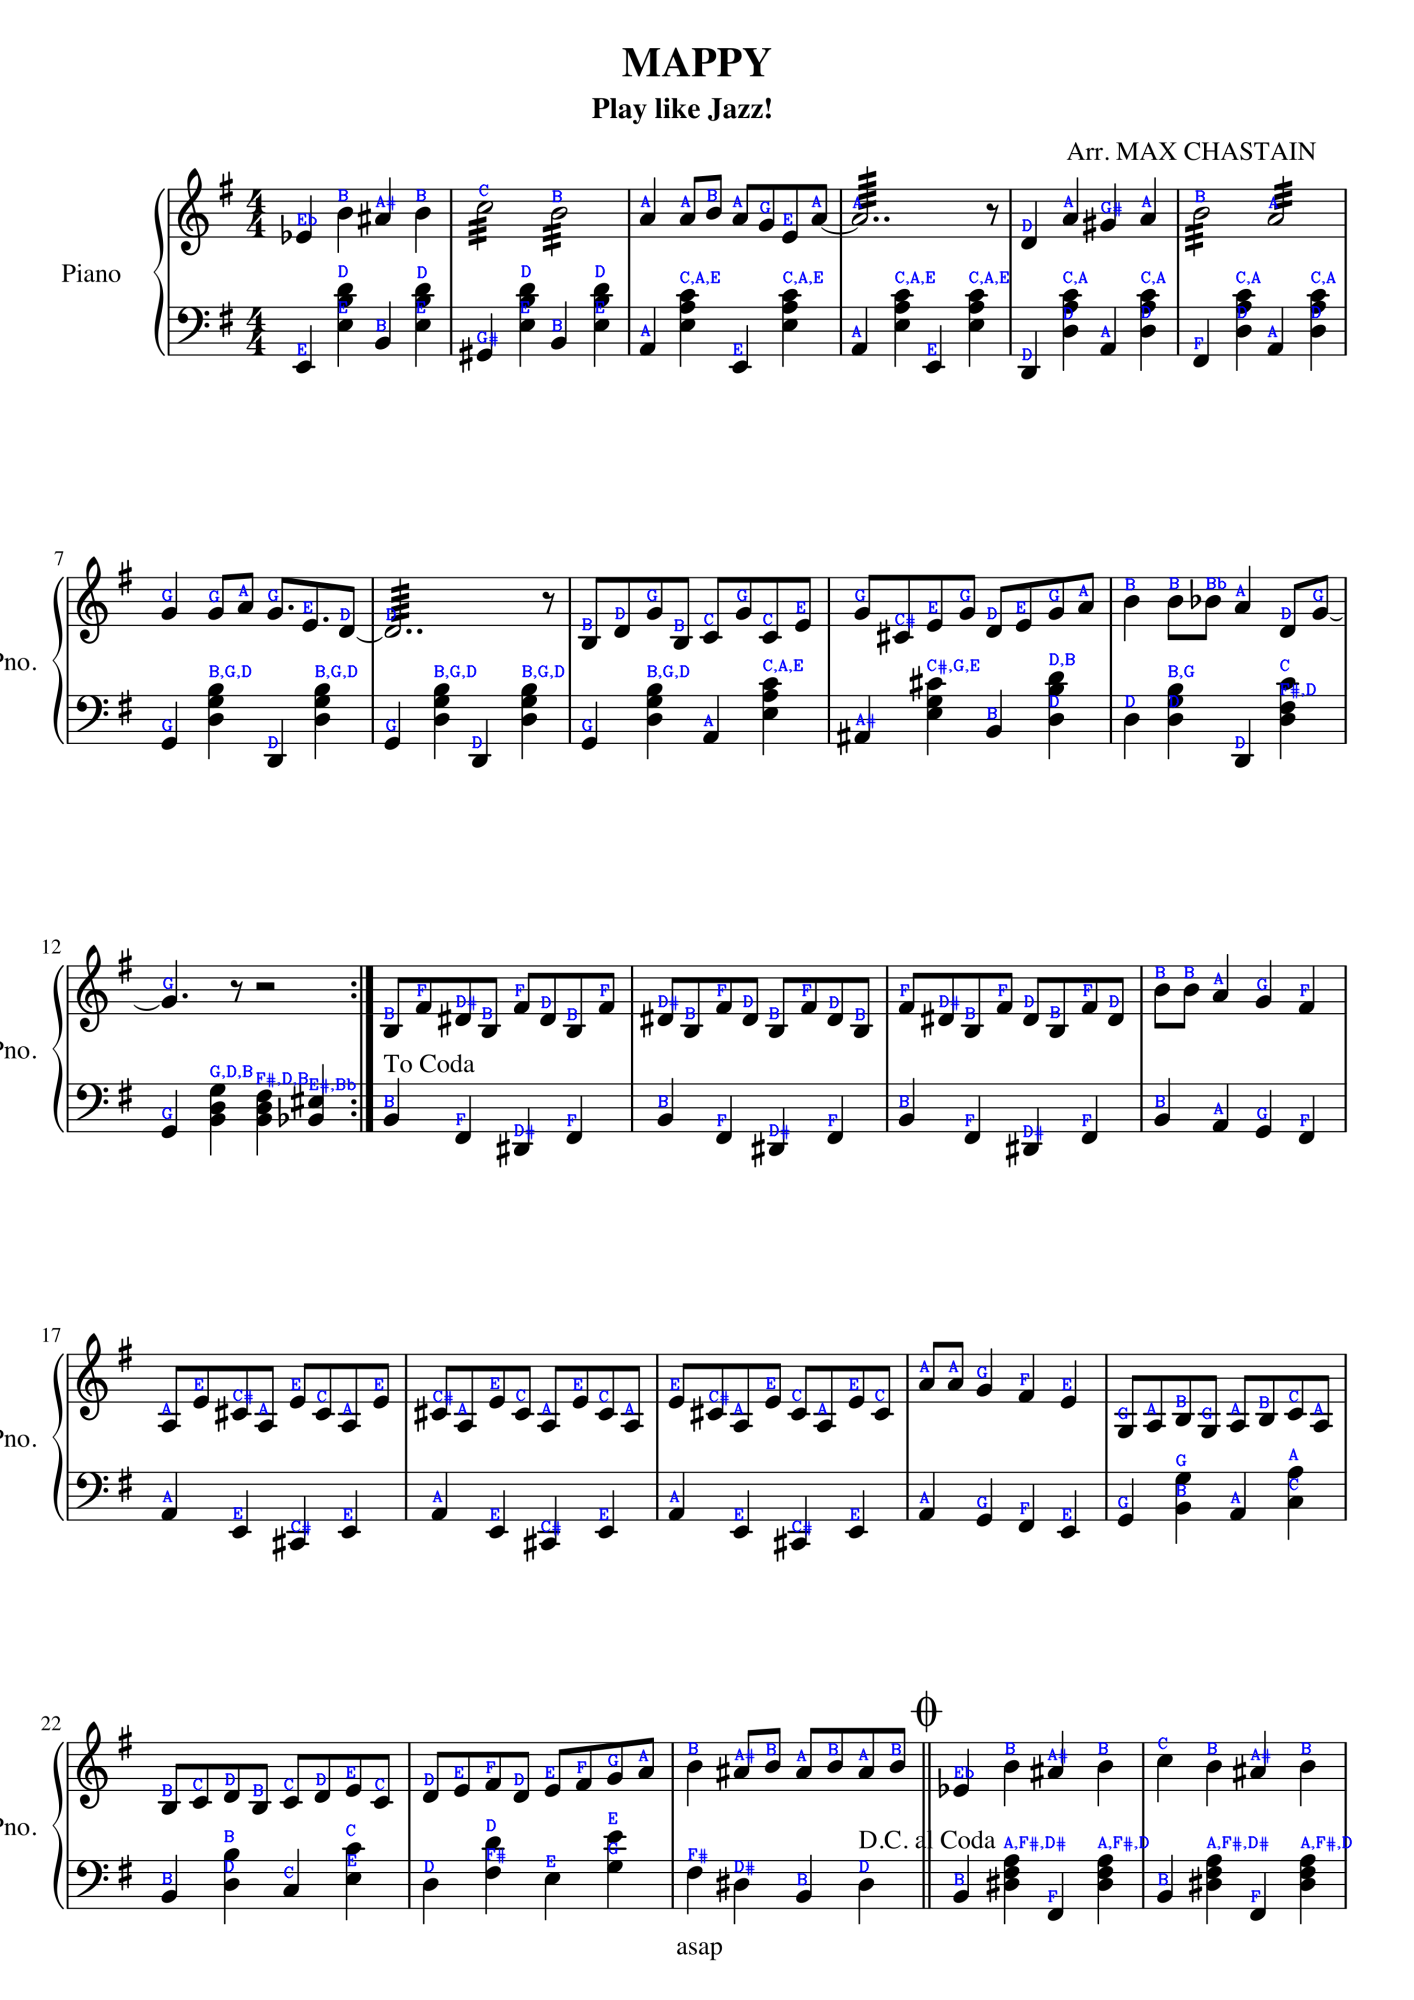 MAPPY
Play like Jazz!
Arr. MAX CHASTAIN
Eb B A# B C B A A B A G E A A D A G# A B A
Piano
D D D D C,A,E C,A,E C,A,E C,A,E C,A C,A C,A C,A
E E B E G# E B E A E A E D D A D F D A D
7
G G A G E D D B D G B C G C E G C# E G D E G A B B Bb A D G
Pno.
B,G,D B,G,D B,G,D B,G,D B,G,D C,A,E C#,G,E D,B B,G C
G D G D G A A# B D D D F#,D
12
G B F D# B F D B F D# B F D B F D B F D# B F D B F D B B A G F
Pno.
To Coda
G G,D,B F#,D,B E#,Bb B F D# F B F D# F B F D# F B A G F
17
A E C# A E C A E C# A E C A E C A E C# A E C A E C A A G F E G A B G A B C A
Pno.
G A
A E C# E A E C# E A E C# E A G F E G B A C
22
B C D B C D E C D E F D E F G A B A# B A B A B Eb B A# B C B A# B
Pno.
D.C. al Coda
B C D E A,F#,D# A,F#,D A,F#,D# A,F#,D
B D C E D F# E G F# D# B D B F B F
asap